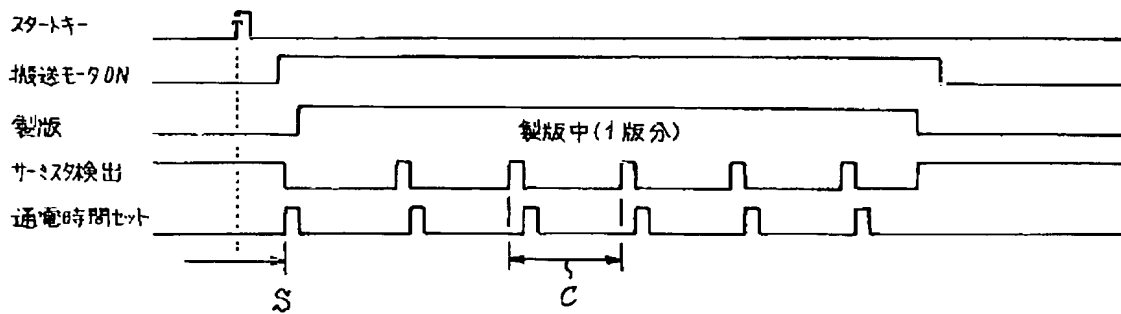 スタートキー
搬送モータON
製版
製版中(1版分)
サーミスタ検出
通電時間セット
S
C